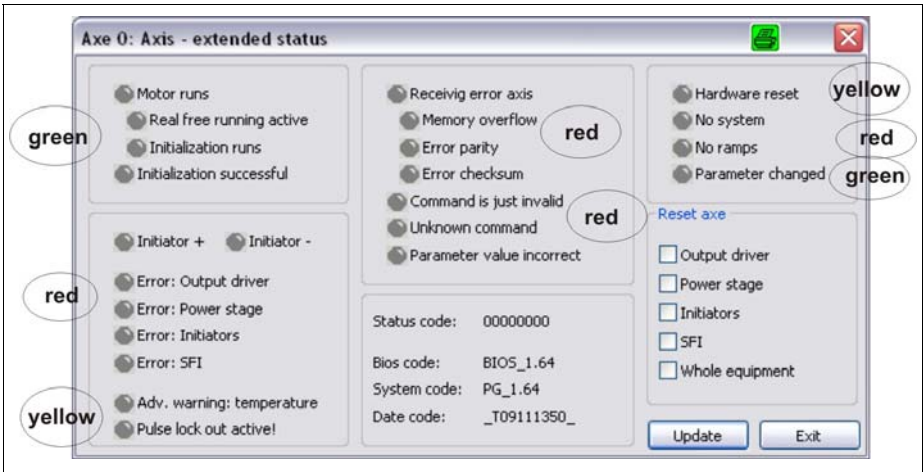 Axe 0: Axis - extended status
Motor runs
Real free running active
Initialization runs
Initialization successful
green
Initiator + Initiator -
Error: Output driver
Error: Power stage
Error: Initiators
Error: SFI
red
Adv. warning: temperature
Pulse lock out active!
yellow
Receivig error axis
Memory overflow
Error parity
Error checksum
red
Command is just invalid
Unknown command
Parameter value incorrect
red
Status code: 00000000
Bios code: BIOS_1.64
System code: PG_1.64
Date code: _T09111350_
Hardware reset
yellow
No system
No ramps
red
Parameter changed
green
Reset axe
Output driver
Power stage
Initiators
SFI
Whole equipment
Update Exit